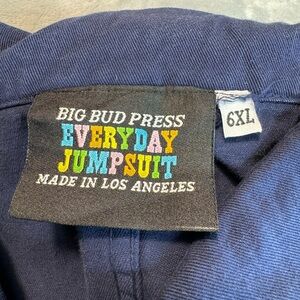 BIG BUD PRESS
EVERYDAY
JUMPSUIT
MADE IN LOS ANGELES
6XL